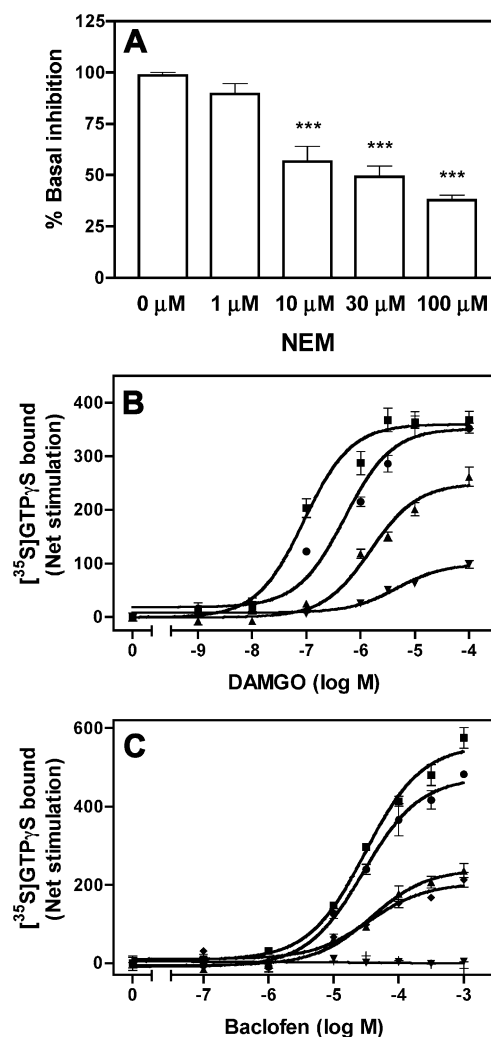 A
% Basal inhibition
125
100
75
50
25
0
***
***
***
0 μM 1 μM 10 μM 30 μM 100 μM
NEM
B
[³⁵S]GTPγS bound
(Net stimulation)
400
300
200
100
0
0 -9 -8 -7 -6 -5 -4
DAMGO (log M)
C
[³⁵S]GTPγS bound
(Net stimulation)
600
400
200
0
0 -7 -6 -5 -4 -3
Baclofen (log M)